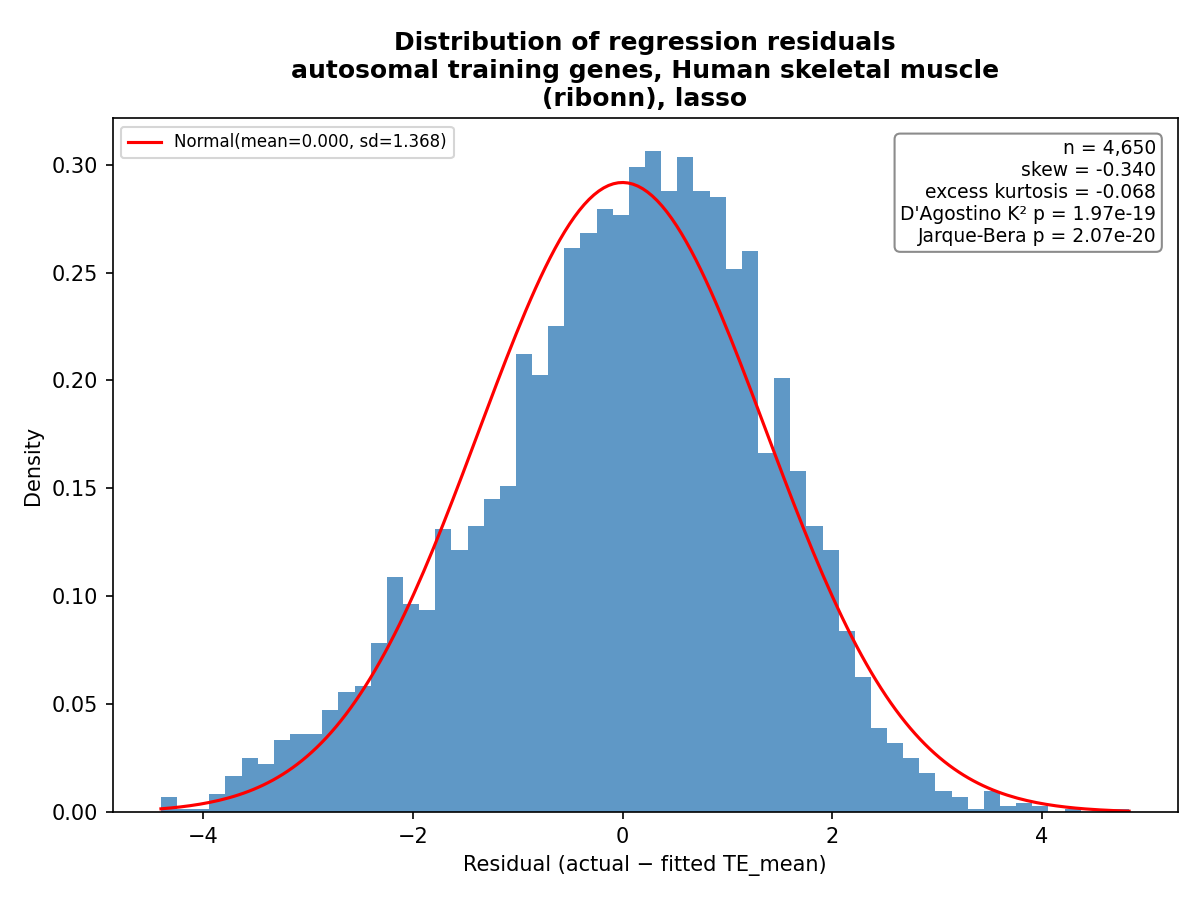 Distribution of regression residuals
autosomal training genes, Human skeletal muscle
(ribonn), lasso
Normal(mean=0.000, sd=1.368)
n = 4,650
skew = -0.340
excess kurtosis = -0.068
D'Agostino K² p = 1.97e-19
Jarque-Bera p = 2.07e-20
Density
0.30
0.25
0.20
0.15
0.10
0.05
0.00
−4
−2
0
2
4
Residual (actual − fitted TE_mean)